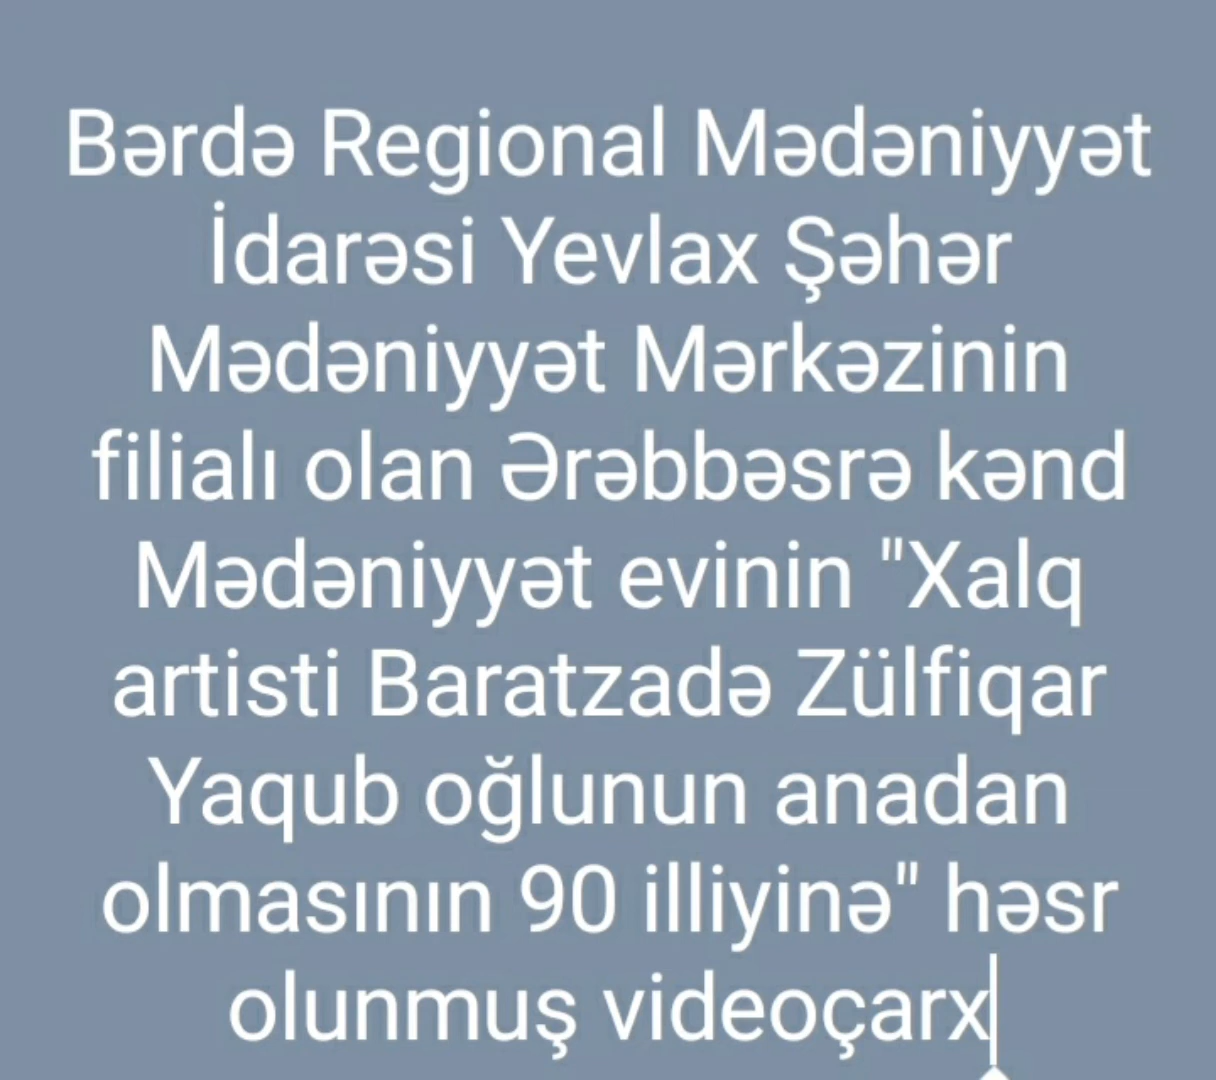 Bərdə Regional Mədəniyyət
İdarəsi Yevlax Şəhər
Mədəniyyət Mərkəzinin
filialı olan Ərəbbəsrə kənd
Mədəniyyət evinin "Xalq
artisti Baratzadə Zülfiqar
Yaqub oğlunun anadan
olmasının 90 illiyinə" həsr
olunmuş videoçarx